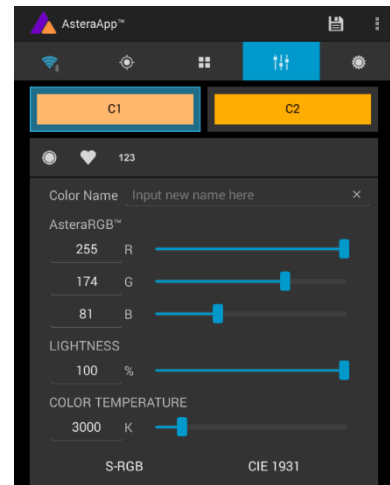 AsteraApp™
C1
C2
123
Color Name Input new name here ×
AsteraRGB™
255 R
174 G
81 B
LIGHTNESS
100 %
COLOR TEMPERATURE
3000 K
S-RGB
CIE 1931